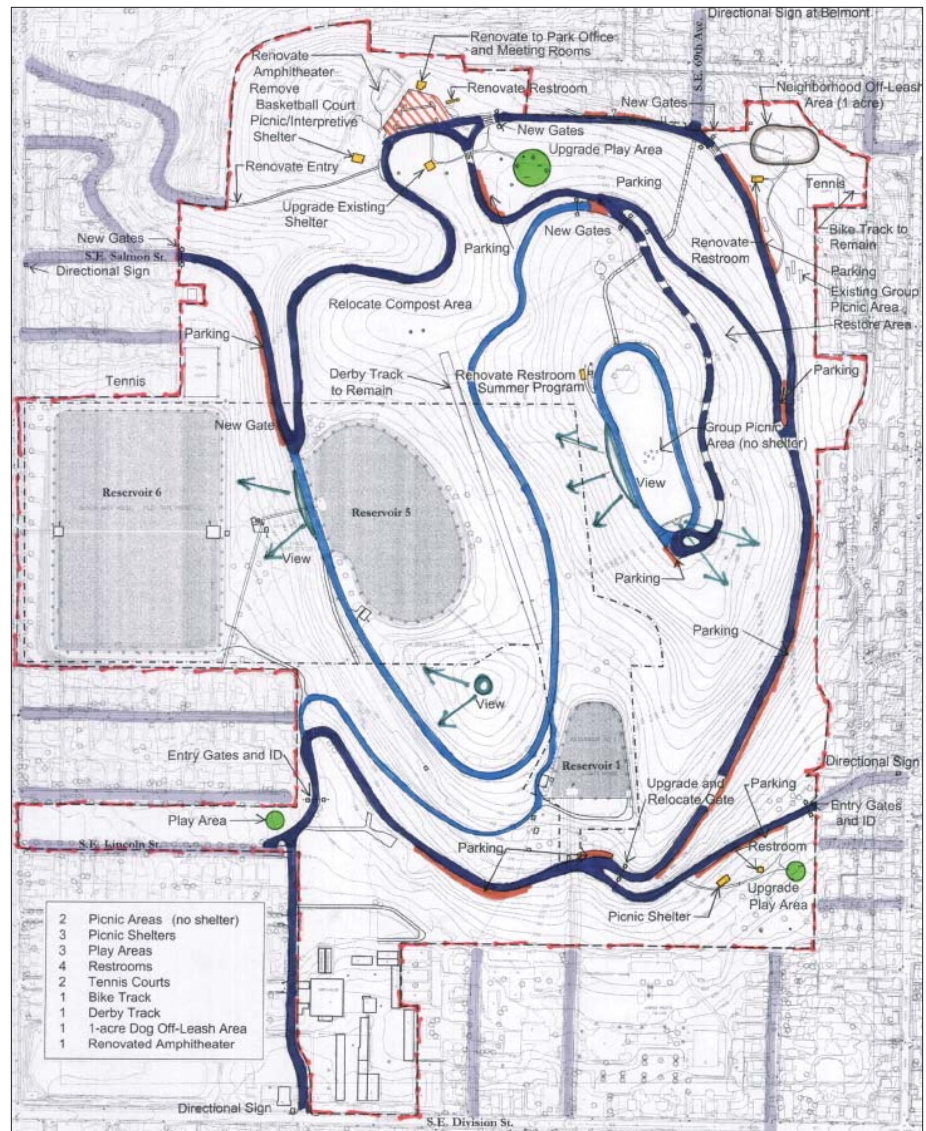 Directional Sign at Belmont
S.E. 69th Ave.
Renovate to Park Office
and Meeting Rooms
Renovate
Amphitheater
Remove
Basketball Court
Picnic/Interpretive
Shelter
Renovate Restroom
New Gates
Neighborhood Off-Leash
Area (1 acre)
New Gates
Upgrade Play Area
Renovate Entry
Parking
Tennis
Upgrade Existing
Shelter
New Gates
Parking
New Gates
Renovate
Restroom
Bike Track to
Remain
Parking
S.E. Salmon St.
Directional Sign
Existing Group
Picnic Area
Relocate Compost Area
Restore Area
Parking
Derby Track
to Remain
Renovate Restroom
Summer Program
Parking
Tennis
New Gate
Group Picnic
Area (no shelter)
Reservoir 6
Reservoir 5
View
View
Parking
Parking
View
Entry Gates and ID
Reservoir 1
Directional Sign
Upgrade and
Relocate Gate
Parking
Entry Gates
and ID
Play Area
S.E. Lincoln St.
Parking
Restroom
Upgrade
Play Area
Picnic Shelter
2 Picnic Areas (no shelter)
3 Picnic Shelters
3 Play Areas
4 Restrooms
2 Tennis Courts
1 Bike Track
1 Derby Track
1 1-acre Dog Off-Leash Area
1 Renovated Amphitheater
Directional Sign
S.E. Division St.